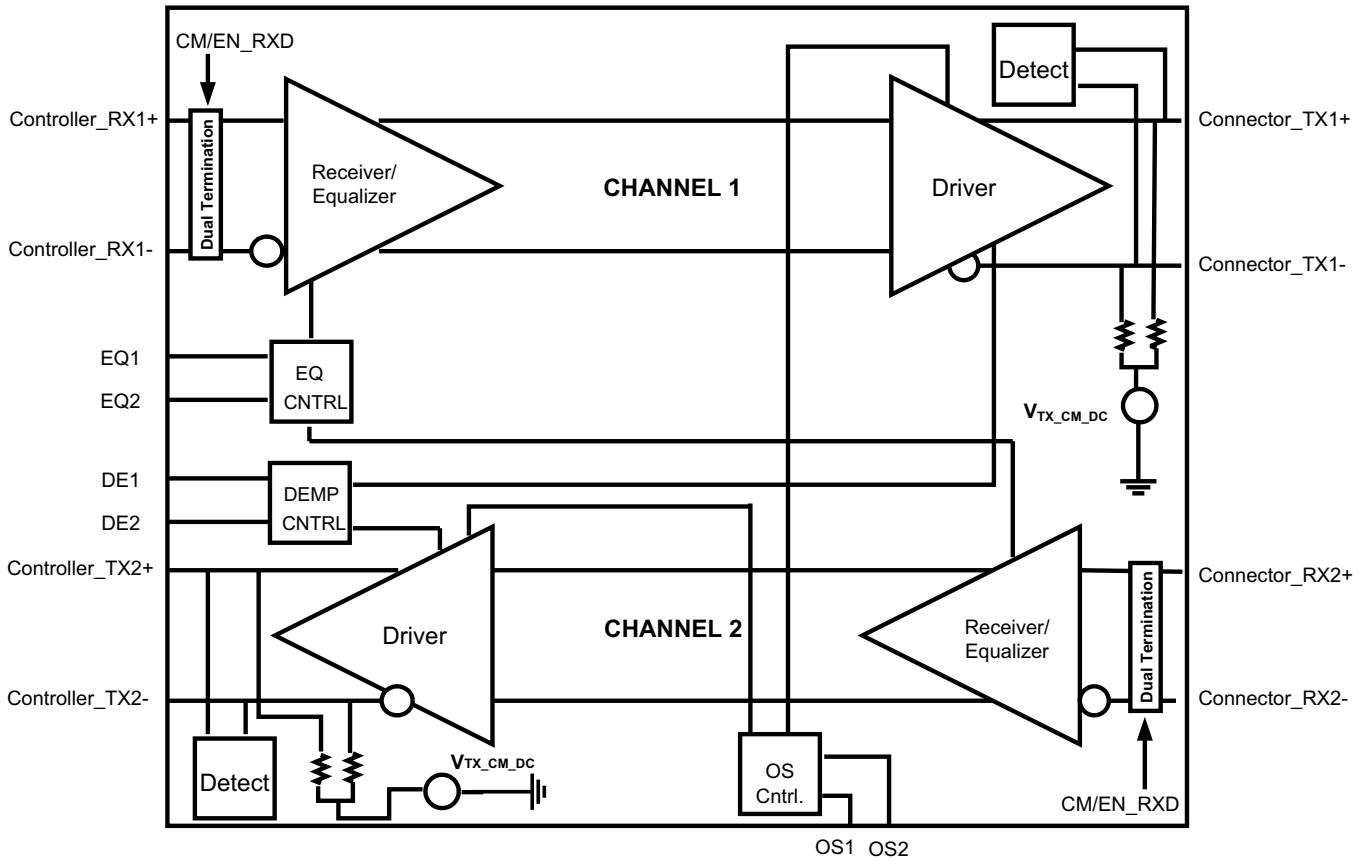 CM/EN_RXD
Detect
Controller_RX1+
Connector_TX1+
Dual Termination
Receiver/
Equalizer
CHANNEL 1
Driver
Controller_RX1-
Connector_TX1-
EQ1
EQ
CNTRL
EQ2
VTX_CM_DC
DE1
DEMP
CNTRL
DE2
Controller_TX2+
Connector_RX2+
Driver
CHANNEL 2
Receiver/
Equalizer
Dual Termination
Controller_TX2-
Connector_RX2-
Detect
VTX_CM_DC
OS
Cntrl.
CM/EN_RXD
OS1 OS2